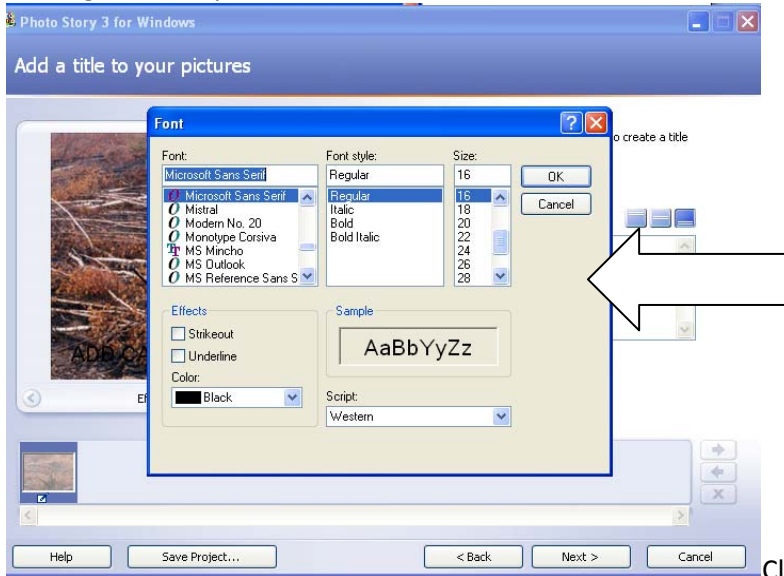 Photo Story 3 for Windows
Add a title to your pictures
Font
o create a title
Font:
Font style:
Size:
Microsoft Sans Serif
Regular
16
OK
Microsoft Sans Serif
Regular
16
Cancel
Mistral
Italic
18
Modern No. 20
Bold
20
Monotype Corsiva
Bold Italic
22
MS Mincho
24
MS Outlook
26
MS Reference Sans S
28
Effects
Sample
Strikeout
AaBbYyZz
Underline
ADD CA
Color:
Black
Script:
Western
Ef
Help
Save Project...
< Back
Next >
Cancel
Cl